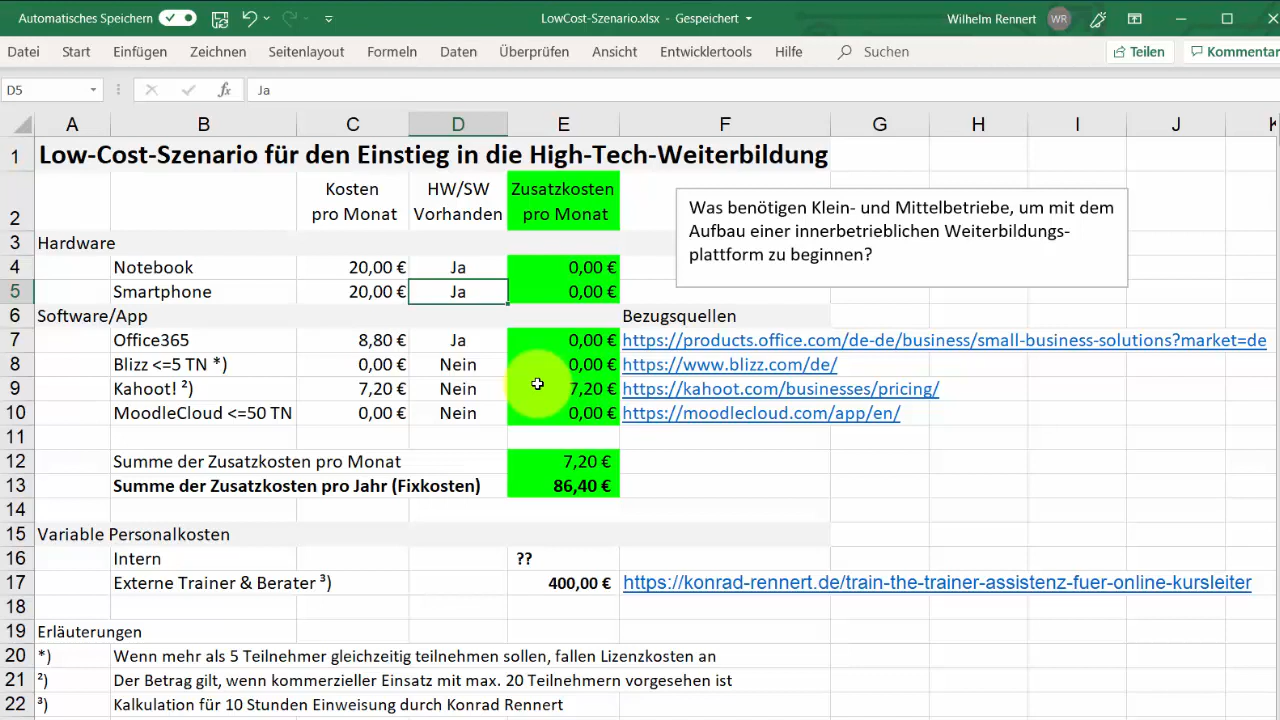 Automatisches Speichern
LowCost-Szenario.xlsx - Gespeichert
Wilhelm Rennert WR
Datei Start Einfügen Zeichnen Seitenlayout Formeln Daten Überprüfen Ansicht Entwicklertools Hilfe Suchen Teilen Kommentar
D5 fx Ja
A B C D E F G H I J K
1 Low-Cost-Szenario für den Einstieg in die High-Tech-Weiterbildung
Kosten HW/SW Zusatzkosten
2 pro Monat Vorhanden pro Monat
Was benötigen Klein- und Mittelbetriebe, um mit dem
Aufbau einer innerbetrieblichen Weiterbildungs-
plattform zu beginnen?
3 Hardware
4 Notebook 20,00 € Ja 0,00 €
5 Smartphone 20,00 € Ja 0,00 €
6 Software/App Bezugsquellen
7 Office365 8,80 € Ja 0,00 € https://products.office.com/de-de/business/small-business-solutions?market=de
8 Blizz <=5 TN *) 0,00 € Nein 0,00 € https://www.blizz.com/de/
9 Kahoot! ²) 7,20 € Nein 7,20 € https://kahoot.com/businesses/pricing/
10 MoodleCloud <=50 TN 0,00 € Nein 0,00 € https://moodlecloud.com/app/en/
11
12 Summe der Zusatzkosten pro Monat 7,20 €
13 Summe der Zusatzkosten pro Jahr (Fixkosten) 86,40 €
14
15 Variable Personalkosten
16 Intern ??
17 Externe Trainer & Berater ³) 400,00 € https://konrad-rennert.de/train-the-trainer-assistenz-fuer-online-kursleiter
18
19 Erläuterungen
20 *) Wenn mehr als 5 Teilnehmer gleichzeitig teilnehmen sollen, fallen Lizenzkosten an
21 ²) Der Betrag gilt, wenn kommerzieller Einsatz mit max. 20 Teilnehmern vorgesehen ist
22 ³) Kalkulation für 10 Stunden Einweisung durch Konrad Rennert